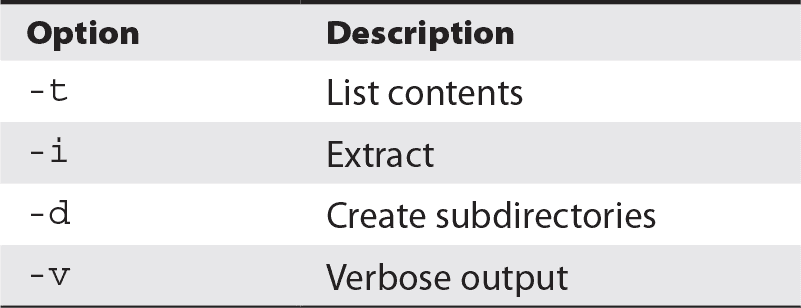 Option Description
-t List contents
-i Extract
-d Create subdirectories
-v Verbose output